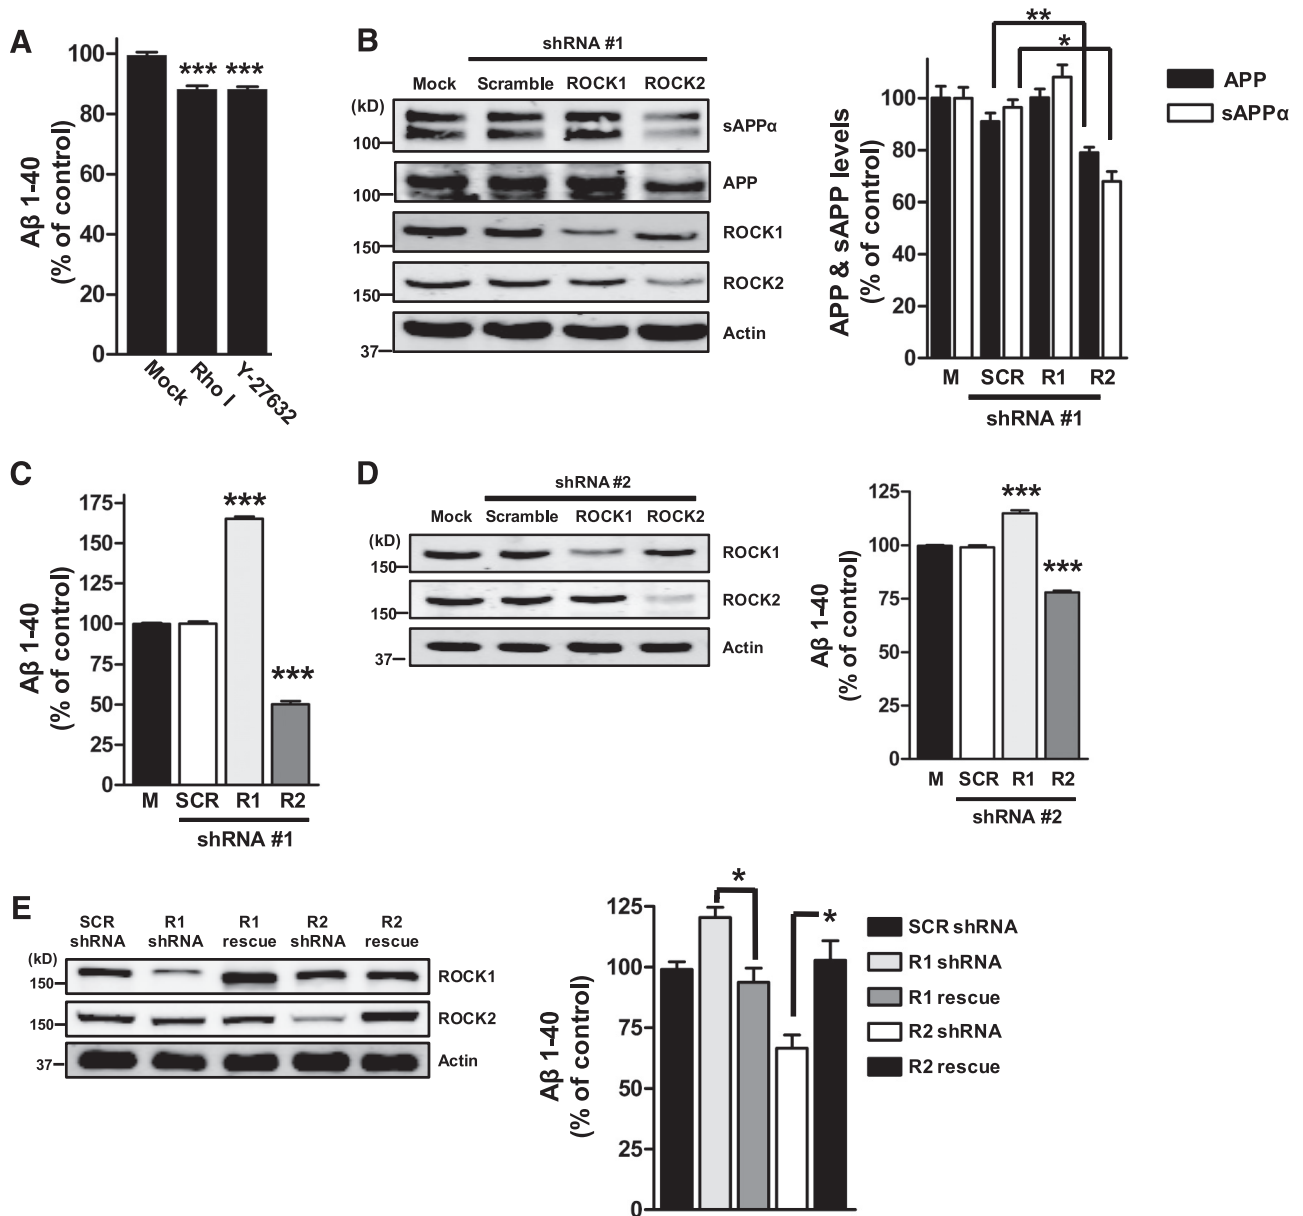 A
Aβ 1-40
(% of control)
100
80
60
40
20
0
***
***
Mock
Rho I
Y-27632
B
shRNA #1
Mock Scramble ROCK1 ROCK2
(kD)
100
sAPPα
100
APP
150
ROCK1
150
ROCK2
37
Actin
APP & sAPP levels
(% of control)
100
80
60
40
20
0
**
*
M SCR R1 R2
shRNA #1
APP
sAPPα
C
Aβ 1-40
(% of control)
175
150
125
100
75
50
25
0
***
***
M SCR R1 R2
shRNA #1
D
shRNA #2
Mock Scramble ROCK1 ROCK2
(kD)
150
ROCK1
150
ROCK2
37
Actin
Aβ 1-40
(% of control)
125
100
75
50
25
0
***
***
M SCR R1 R2
shRNA #2
E
SCR R1 R1 R2 R2
shRNA shRNA rescue shRNA rescue
(kD)
150
ROCK1
150
ROCK2
37
Actin
Aβ 1-40
(% of control)
125
100
75
50
25
0
*
*
SCR shRNA
R1 shRNA
R1 rescue
R2 shRNA
R2 rescue